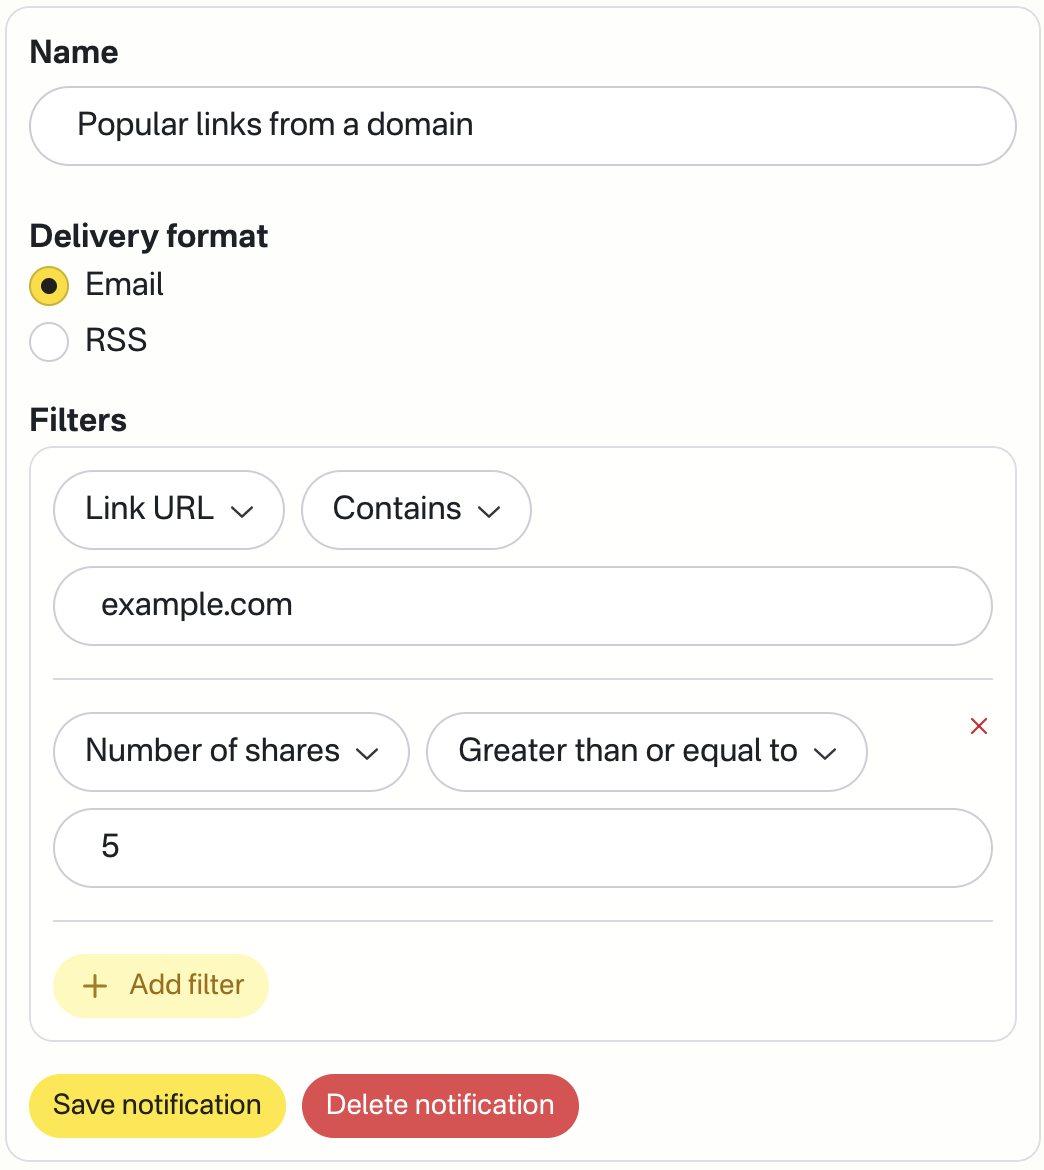 Name
Popular links from a domain
Delivery format
Email
RSS
Filters
Link URL Contains
example.com
Number of shares Greater than or equal to
5
+ Add filter
Save notification Delete notification